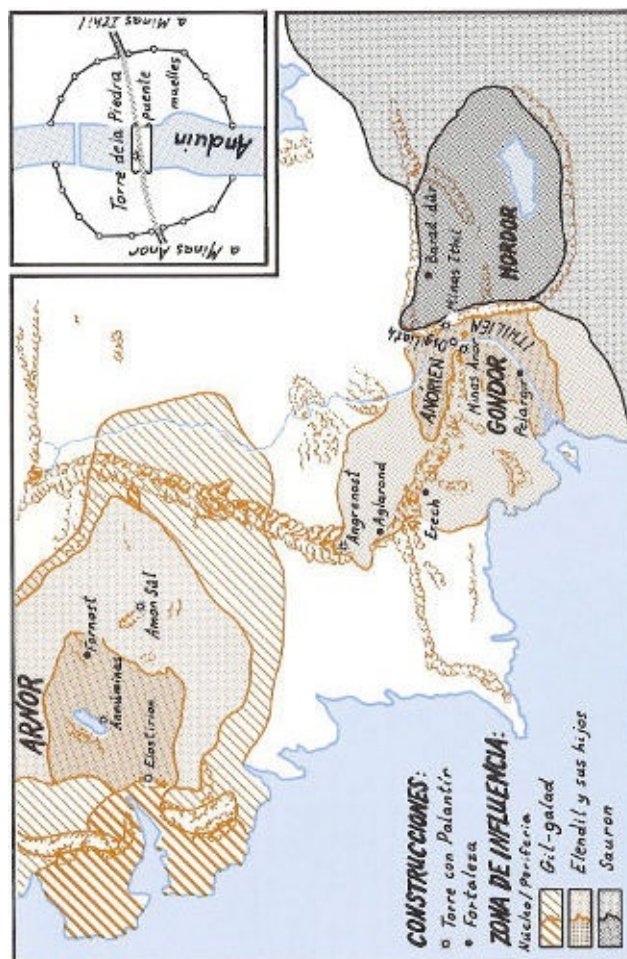 a Minas Ithil
Torre de la Piedra
puente
muelles
Anduin
a Minas Anor
ARNOR
Fornost
Annúminas
Amon Sûl
Elostirion
Angrenost
Aglarond
Erech
ANÓRIEN
Osgiliath
Minas Anor
GONDOR
Pelargir
ITHILIEN
Minas Ithil
Barad dûr
MORDOR
CONSTRUCCIONES:
Torre con Palantír
Fortaleza
ZONA DE INFLUENCIA:
Núcleo/Periferia
Gil-galad
Elendil y sus hijos
Sauron